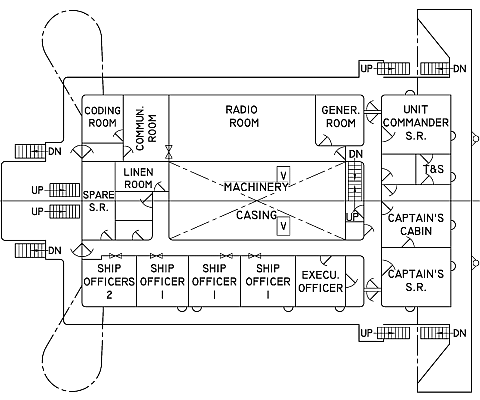 UP
DN
CODING
ROOM
COMMUN.
ROOM
RADIO
ROOM
GENER.
ROOM
UNIT
COMMANDER
S.R.
DN
DN
T&S
LINEN
ROOM
V
MACHINERY
UP
SPARE
S.R.
UP
CASING
UP
V
CAPTAIN'S
CABIN
DN
SHIP
OFFICERS
2
SHIP
OFFICER
1
SHIP
OFFICER
1
SHIP
OFFICER
1
EXECU.
OFFICER
CAPTAIN'S
S.R.
UP
DN